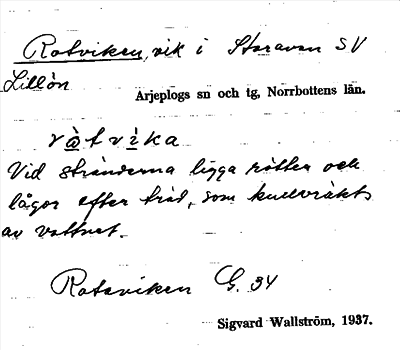 Rotviken, vik i Storavan SV
Lillön
Arjeplogs sn och tg, Norrbottens län.
ràtvìka
Vid stränderna ligga rötter och
lågor efter träd, som kullvräkts
av vattnet.
Rotaviken G. 34
Sigvard Wallström, 1937.